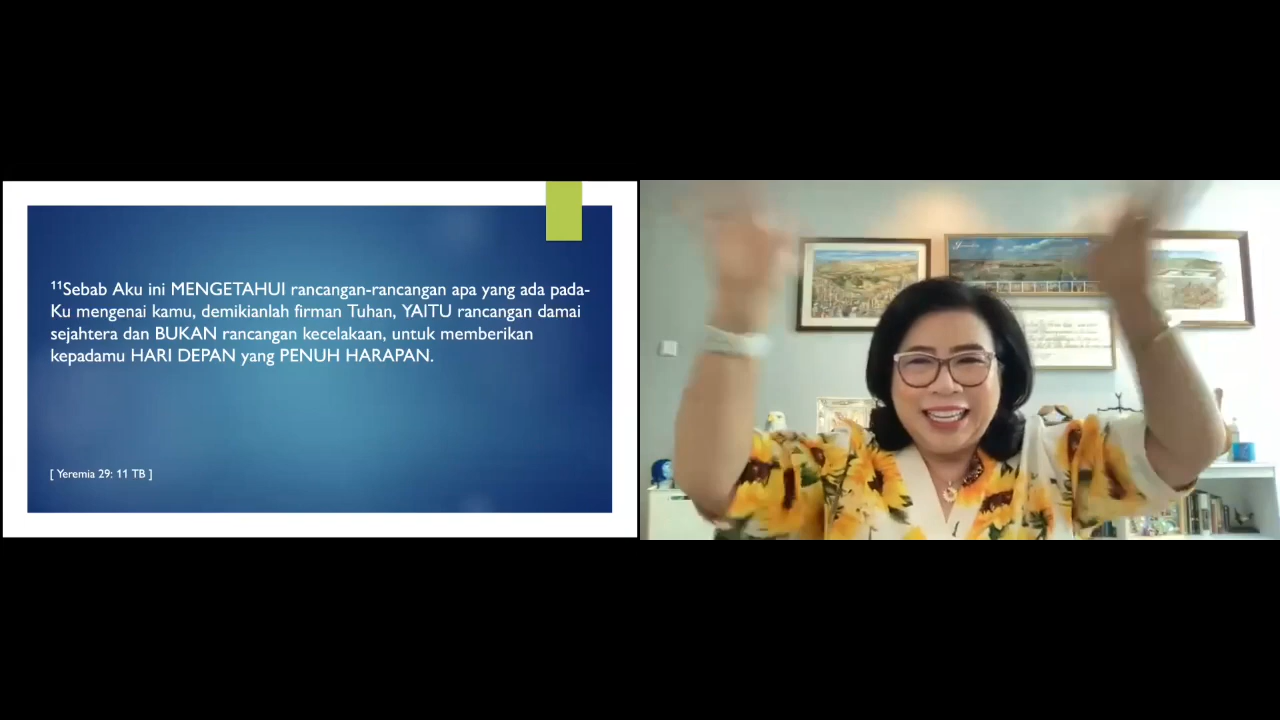 ¹¹Sebab Aku ini MENGETAHUI rancangan-rancangan apa yang ada pada-
Ku mengenai kamu, demikianlah firman Tuhan, YAITU rancangan damai
sejahtera dan BUKAN rancangan kecelakaan, untuk memberikan
kepadamu HARI DEPAN yang PENUH HARAPAN.
[ Yeremia 29: 11 TB ]